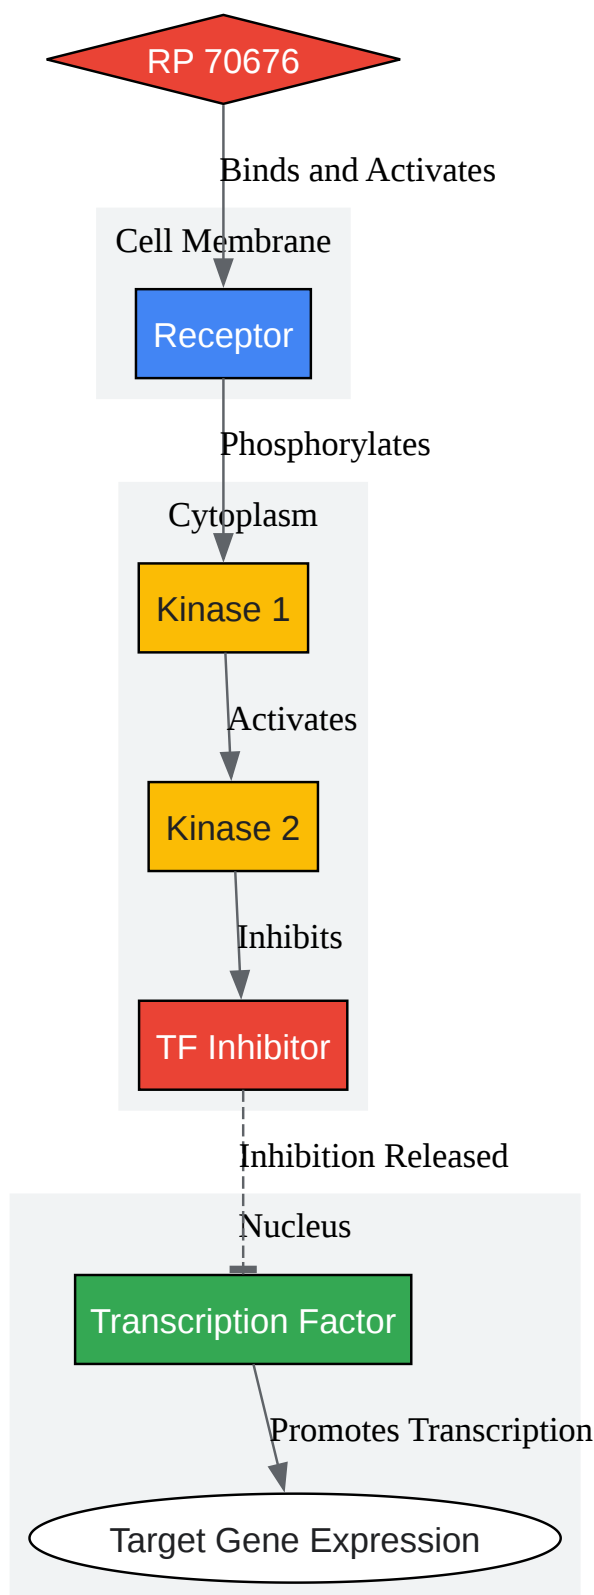 RP 70676
Binds and Activates
Cell Membrane
Receptor
Phosphorylates
Cytoplasm
Kinase 1
Activates
Kinase 2
Inhibits
TF Inhibitor
Inhibition Released
Nucleus
Transcription Factor
Promotes Transcription
Target Gene Expression